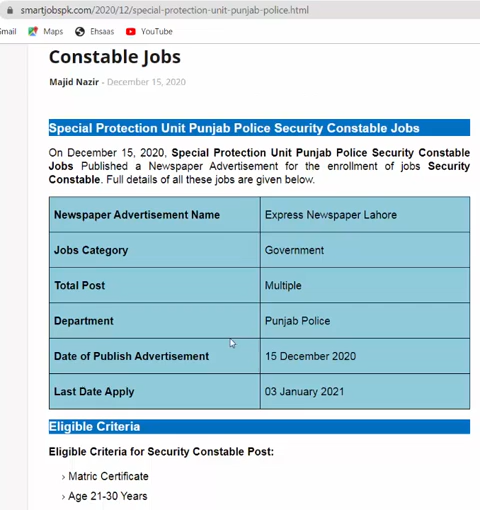 smartjobspk.com/2020/12/special-protection-unit-punjab-police.html
Maps Ehsaas YouTube
Constable Jobs
Majid Nazir - December 15, 2020
Special Protection Unit Punjab Police Security Constable Jobs
On December 15, 2020, Special Protection Unit Punjab Police Security Constable
Jobs Published a Newspaper Advertisement for the enrollment of jobs Security
Constable. Full details of all these jobs are given below.
Newspaper Advertisement Name Express Newspaper Lahore
Jobs Category Government
Total Post Multiple
Department Punjab Police
Date of Publish Advertisement 15 December 2020
Last Date Apply 03 January 2021
Eligible Criteria
Eligible Criteria for Security Constable Post:
› Matric Certificate
› Age 21-30 Years